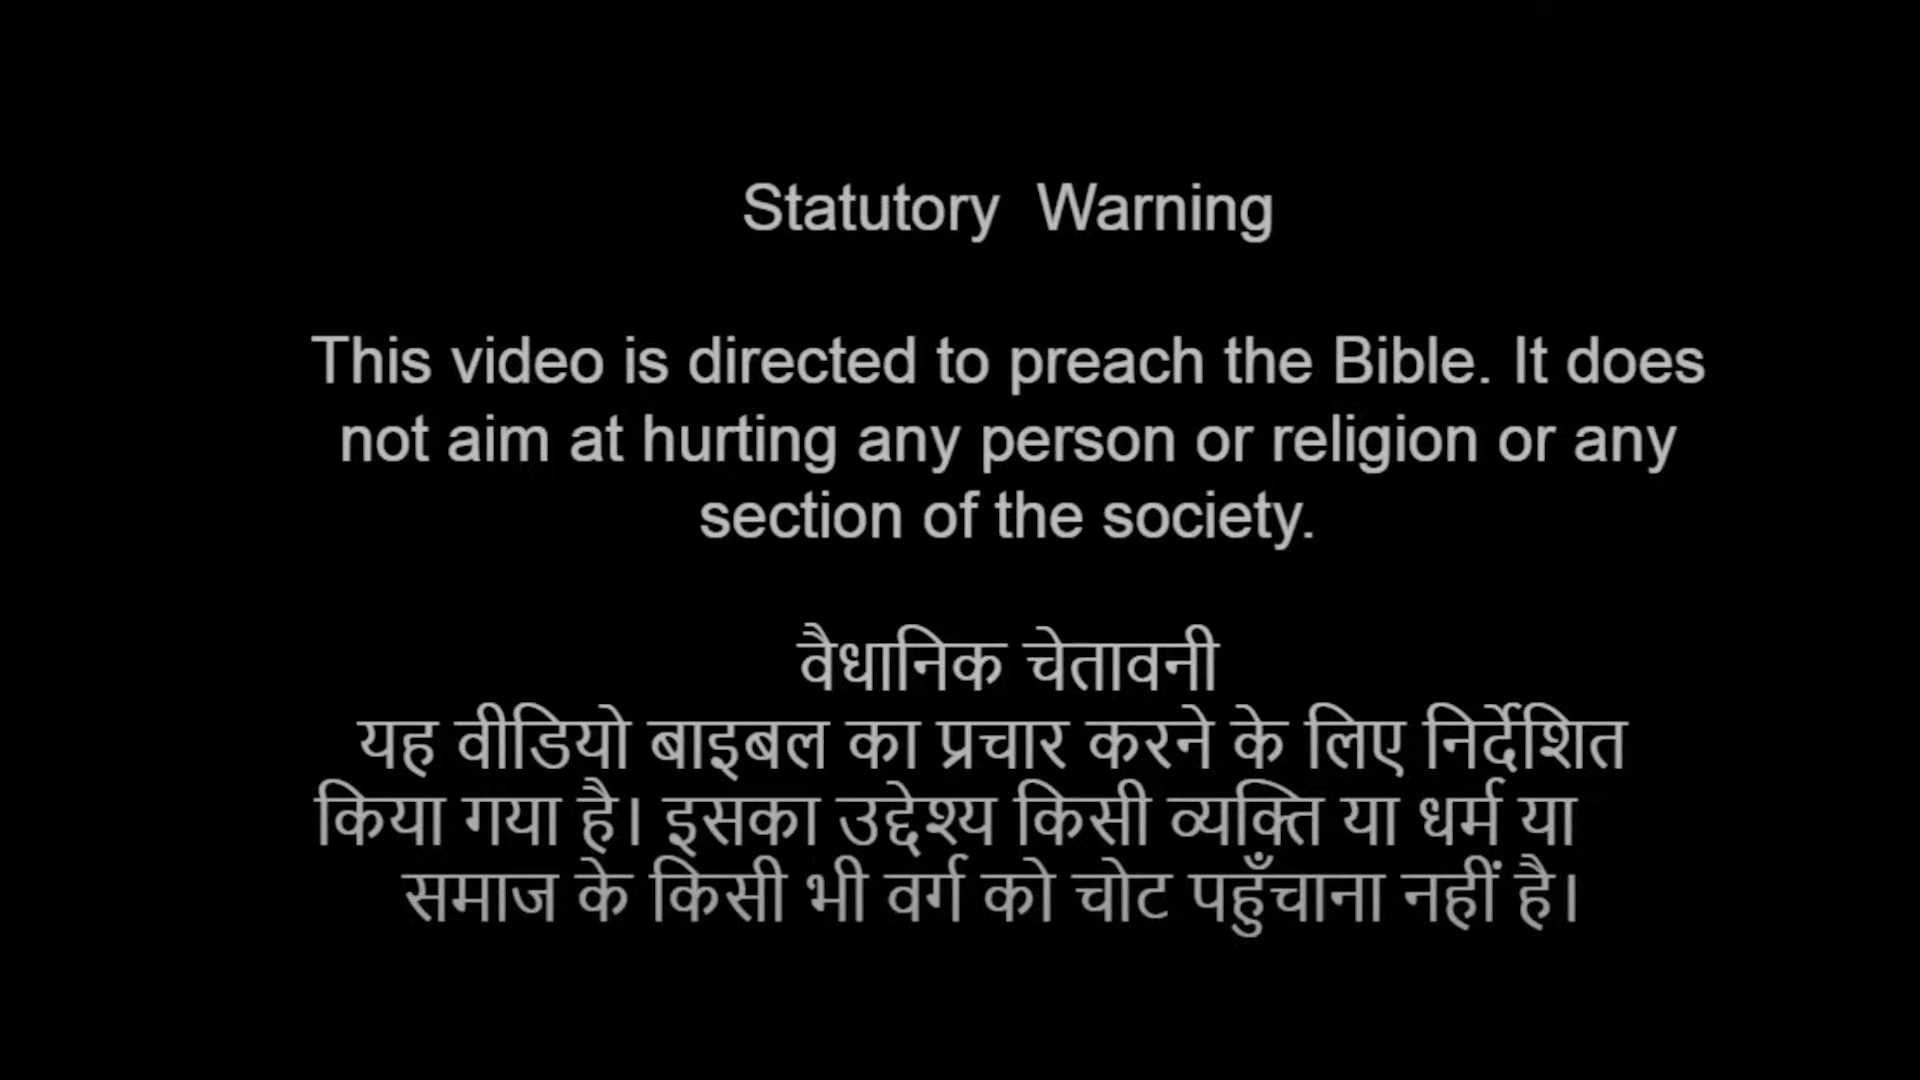 Statutory Warning
This video is directed to preach the Bible. It does
not aim at hurting any person or religion or any
section of the society.
वैधानिक चेतावनी
यह वीडियो बाइबल का प्रचार करने के लिए निर्देशित
किया गया है। इसका उद्देश्य किसी व्यक्ति या धर्म या
समाज के किसी भी वर्ग को चोट पहुँचाना नहीं है।